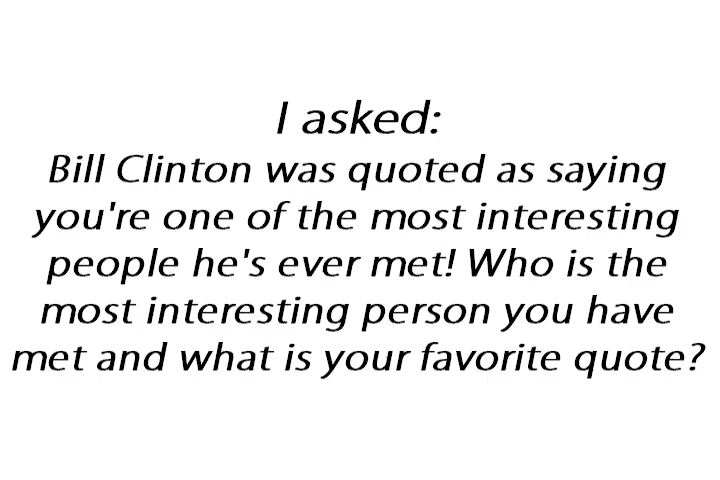 I asked:
Bill Clinton was quoted as saying
you're one of the most interesting
people he's ever met! Who is the
most interesting person you have
met and what is your favorite quote?